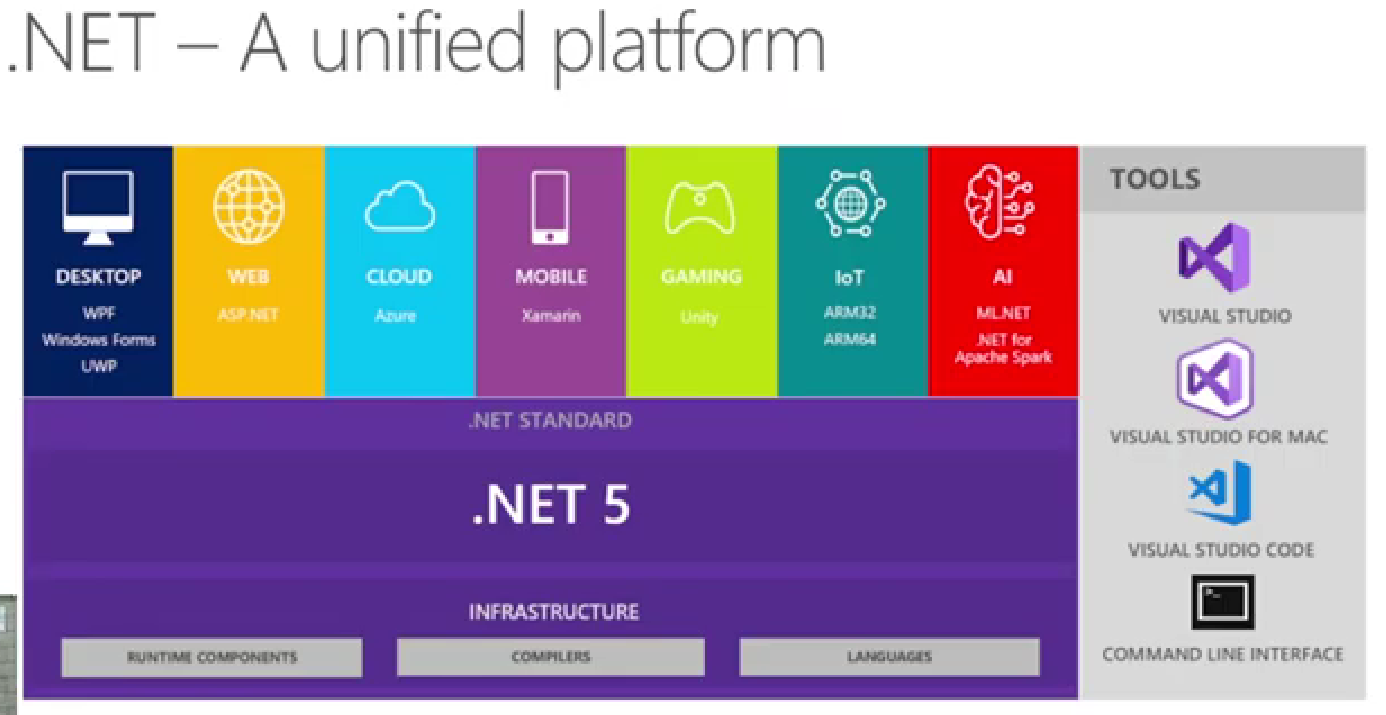 .NET – A unified platform
DESKTOP
WPF
Windows Forms
UWP
WEB
ASP.NET
CLOUD
Azure
MOBILE
Xamarin
GAMING
Unity
IoT
ARM32
ARM64
AI
ML.NET
.NET for
Apache Spark
.NET STANDARD
.NET 5
INFRASTRUCTURE
RUNTIME COMPONENTS
COMPILERS
LANGUAGES
TOOLS
VISUAL STUDIO
VISUAL STUDIO FOR MAC
VISUAL STUDIO CODE
>_
COMMAND LINE INTERFACE